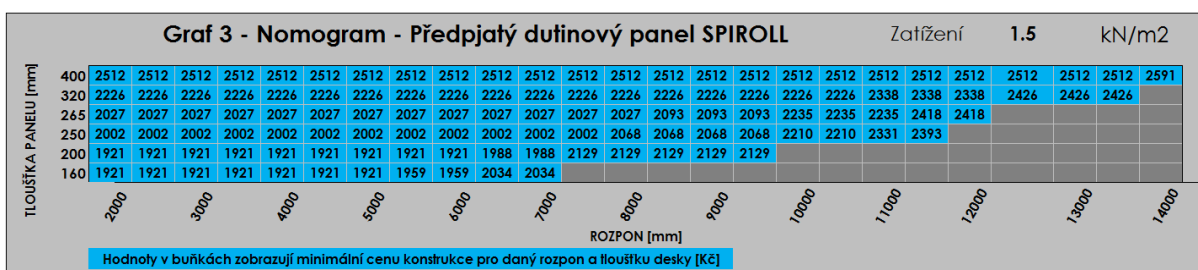 Graf 3 - Nomogram - Předpjatý dutinový panel SPIROLL Zatížení 1.5 kN/m2
TLOUŠŤKA PANELU [mm]
400 2512 2512 2512 2512 2512 2512 2512 2512 2512 2512 2512 2512 2512 2512 2512 2512 2512 2512 2512 2512 2512 2512 2512 2512 2591
320 2226 2226 2226 2226 2226 2226 2226 2226 2226 2226 2226 2226 2226 2226 2226 2226 2226 2226 2338 2338 2338 2426 2426 2426
265 2027 2027 2027 2027 2027 2027 2027 2027 2027 2027 2027 2027 2027 2093 2093 2093 2235 2235 2235 2418 2418
250 2002 2002 2002 2002 2002 2002 2002 2002 2002 2002 2002 2002 2068 2068 2068 2068 2210 2210 2331 2393
200 1921 1921 1921 1921 1921 1921 1921 1921 1921 1988 1988 2129 2129 2129 2129 2129
160 1921 1921 1921 1921 1921 1921 1921 1959 1959 2034 2034
2000 3000 4000 5000 6000 7000 8000 9000 10000 11000 12000 13000 14000
ROZPON [mm]
Hodnoty v buňkách zobrazují minimální cenu konstrukce pro daný rozpon a tloušťku desky [Kč]